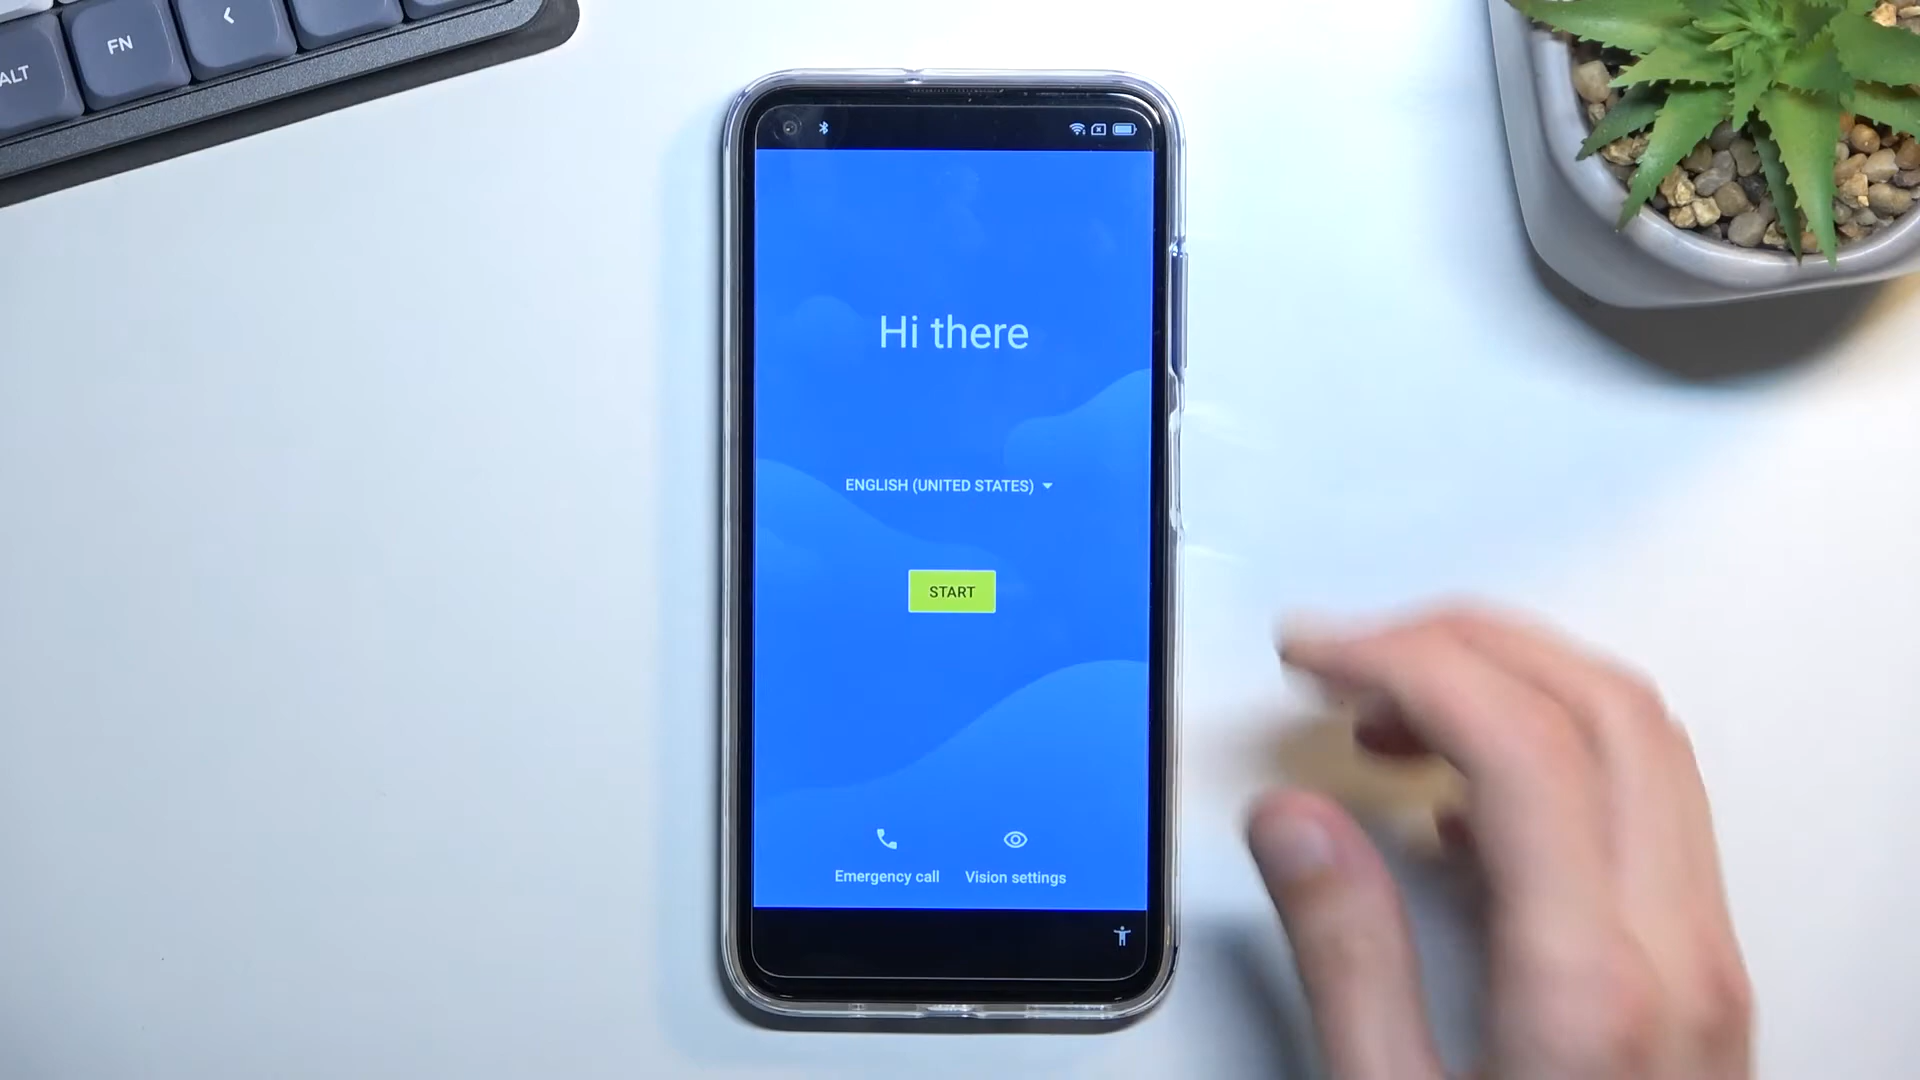 FN
ALT
Hi there
ENGLISH (UNITED STATES)
START
Emergency call
Vision settings